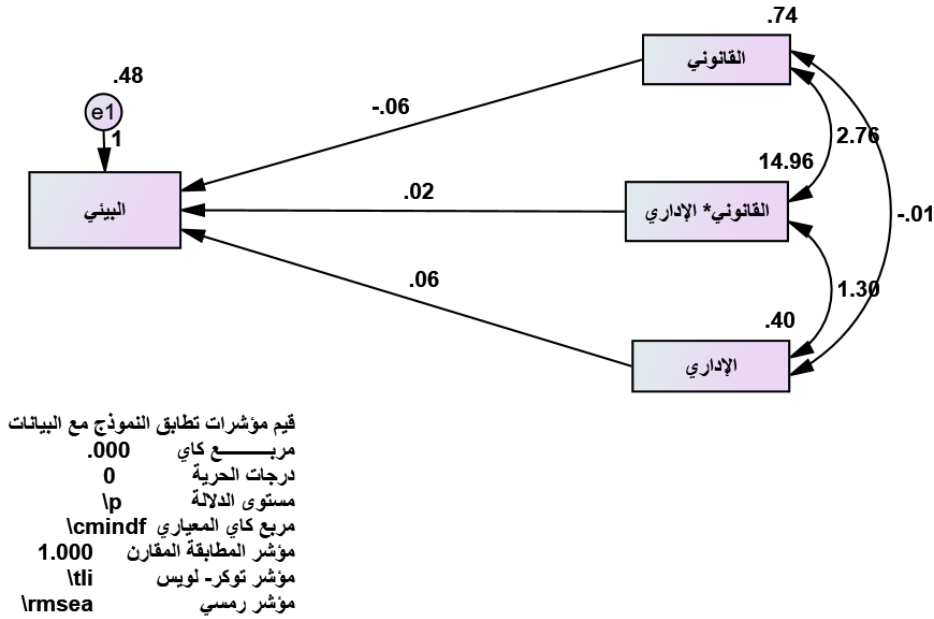 .74
القانوني
.48
e1
1
-.06
2.76
14.96
القانوني* الإداري
البيئي
.02
-.01
.06
1.30
.40
الإداري
قيم مؤشرات تطابق النموذج مع البيانات
مربـــــــع كاي .000
درجات الحرية 0
مستوى الدلالة \p
مربع كاي المعياري \cmindf
مؤشر المطابقة المقارن 1.000
مؤشر توكر- لويس \tli
مؤشر رمسي \rmsea